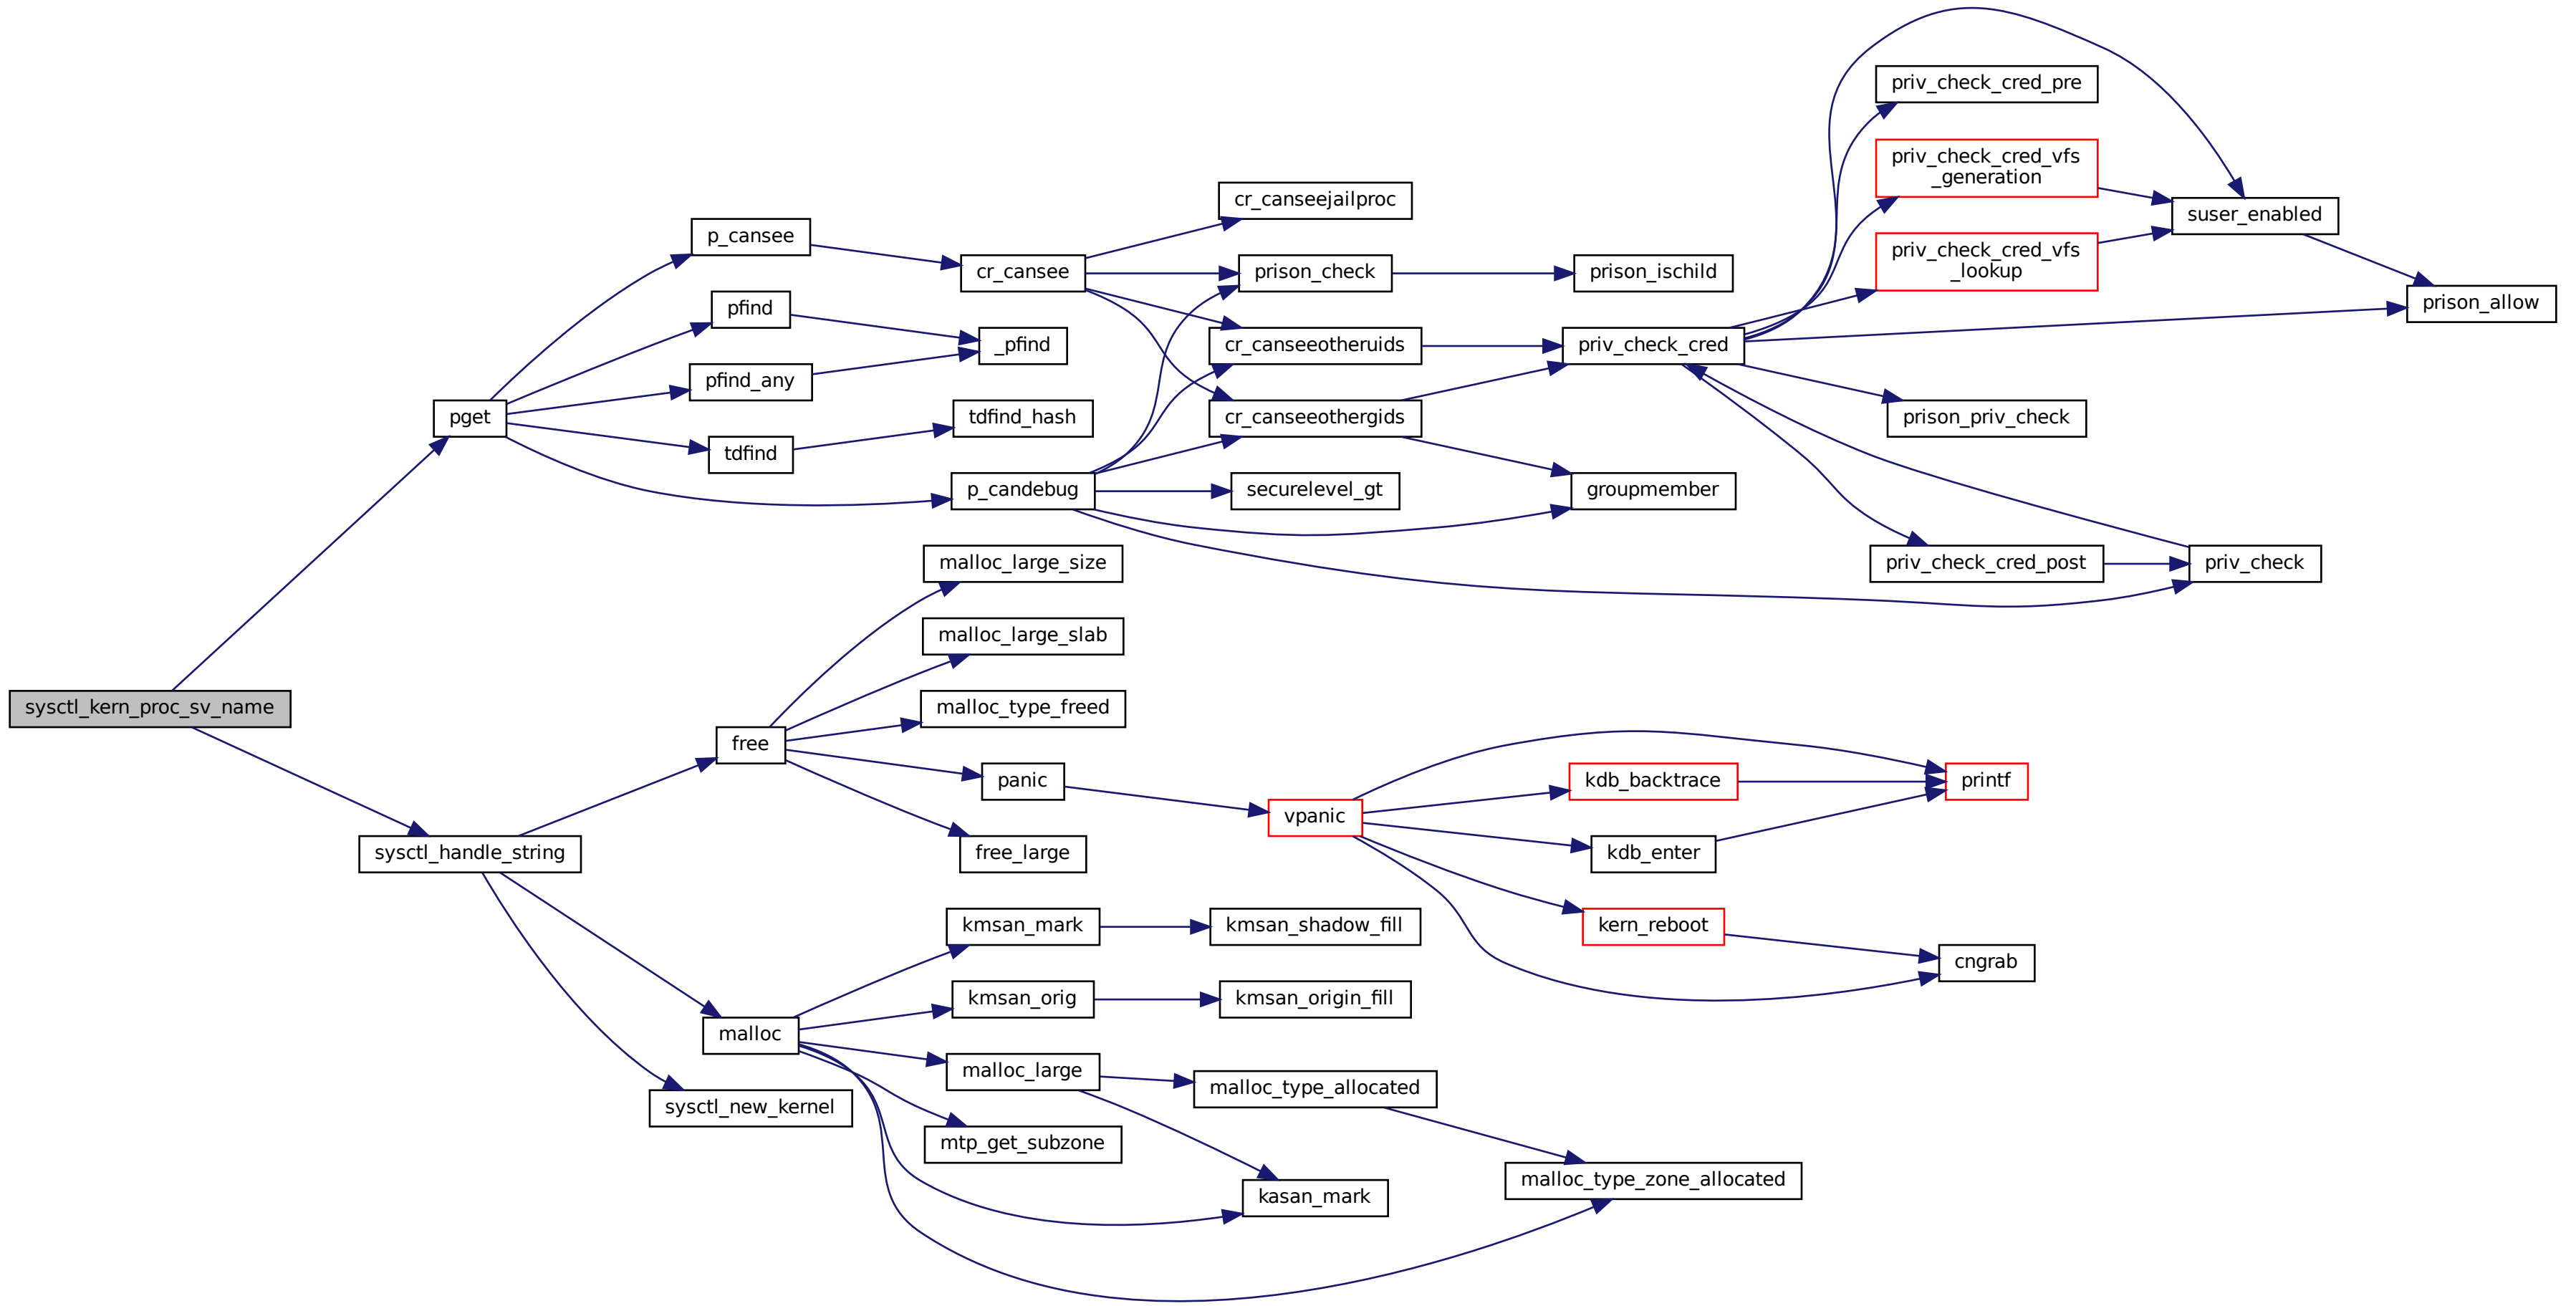 sysctl_kern_proc_sv_name
pget
p_cansee
cr_cansee
cr_canseejailproc
prison_check
prison_ischild
cr_canseeotheruids
priv_check_cred
priv_check_cred_pre
priv_check_cred_vfs
_generation
suser_enabled
prison_allow
priv_check_cred_vfs
_lookup
prison_priv_check
priv_check_cred_post
priv_check
cr_canseeothergids
groupmember
pfind
_pfind
pfind_any
tdfind
tdfind_hash
p_candebug
securelevel_gt
sysctl_handle_string
free
malloc_large_size
malloc_large_slab
malloc_type_freed
panic
vpanic
printf
kdb_backtrace
kdb_enter
kern_reboot
cngrab
free_large
malloc
kmsan_mark
kmsan_shadow_fill
kmsan_orig
kmsan_origin_fill
malloc_large
malloc_type_allocated
malloc_type_zone_allocated
kasan_mark
mtp_get_subzone
sysctl_new_kernel